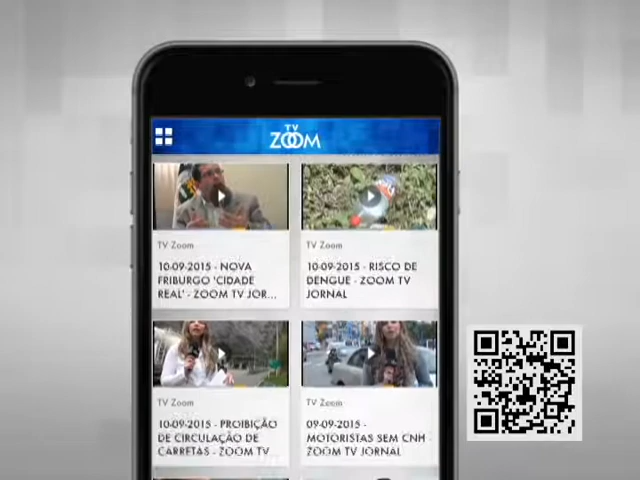 TV
ZOOM
TV Zoom
10-09-2015 - NOVA
FRIBURGO 'CIDADE
REAL' - ZOOM TV JOR...
TV Zoom
10-09-2015 - RISCO DE
DENGUE - ZOOM TV
JORNAL
TV Zoom
10-09-2015 - PROIBIÇÃO
DE CIRCULAÇÃO DE
CARRETAS - ZOOM TV
TV Zoom
09-09-2015 -
MOTORISTAS SEM CNH -
ZOOM TV JORNAL